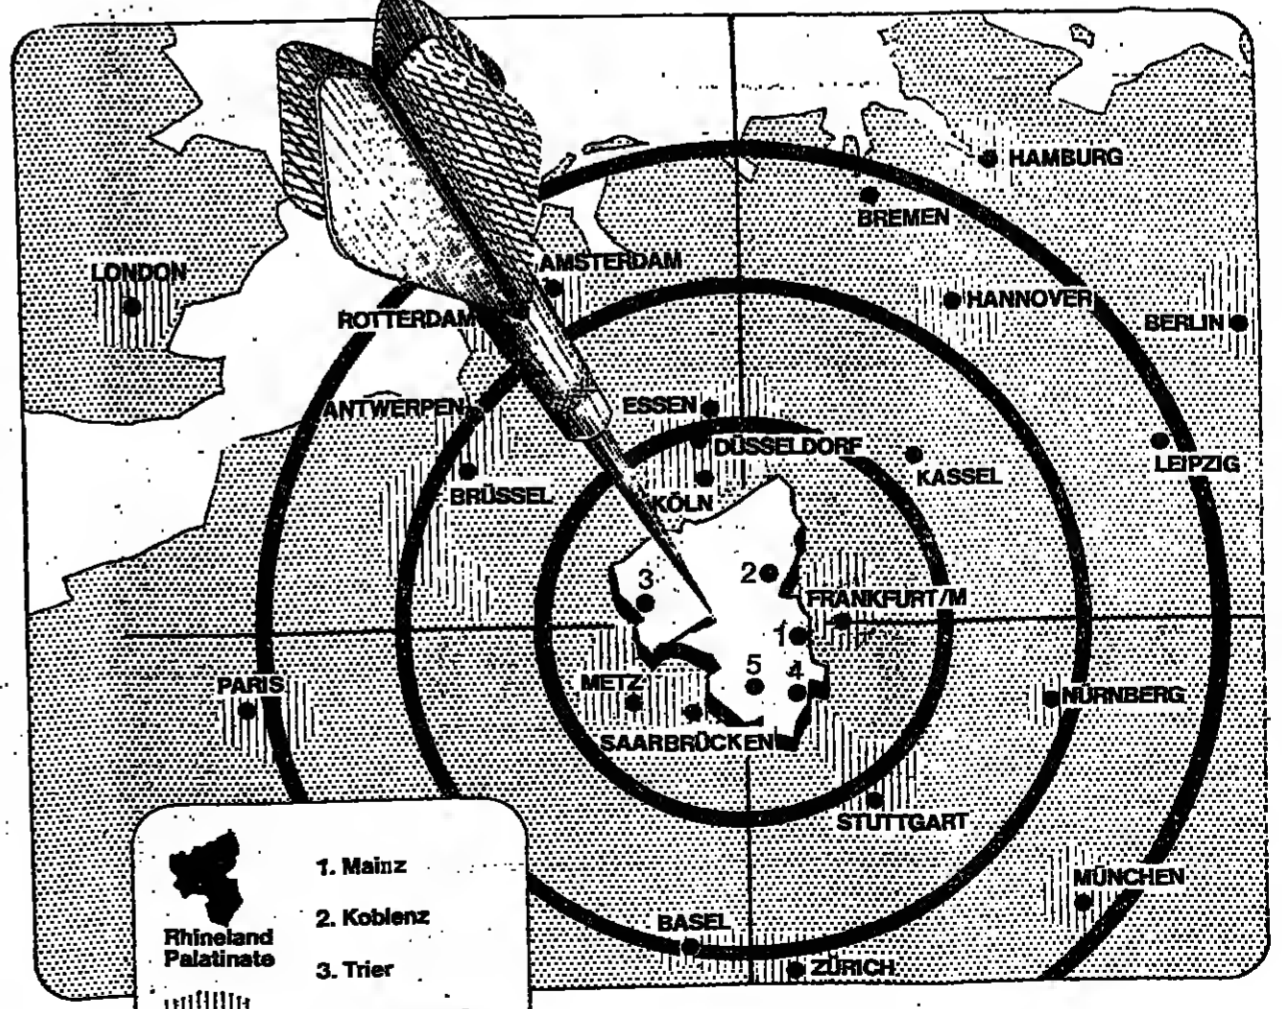 HAMBURG
BREMEN
AMSTERDAM
LONDON
HANNOVER
ROTTERDAM
BERLIN
ANTWERPEN
ESSEN
DÜSSELDORF
KASSEL
LEIPZIG
BRÜSSEL
KÖLN
3
2
FRANKFURT/M
1
5
4
METZ
PARIS
NÜRNBERG
SAARBRÜCKEN
STUTTGART
MÜNCHEN
BASEL
ZÜRICH
1. Mainz
2. Koblenz
Rhineland
Palatinate
3. Trier